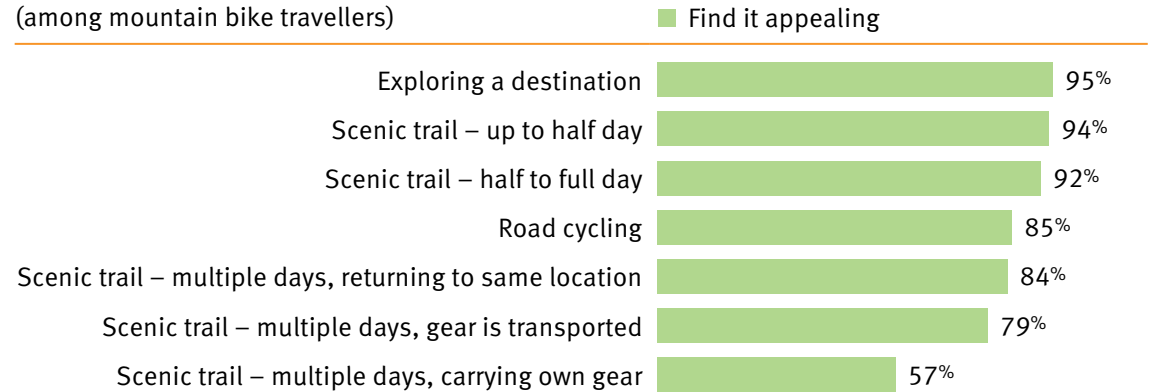 (among mountain bike travellers)
Find it appealing
Exploring a destination 95%
Scenic trail – up to half day 94%
Scenic trail – half to full day 92%
Road cycling 85%
Scenic trail – multiple days, returning to same location 84%
Scenic trail – multiple days, gear is transported 79%
Scenic trail – multiple days, carrying own gear 57%